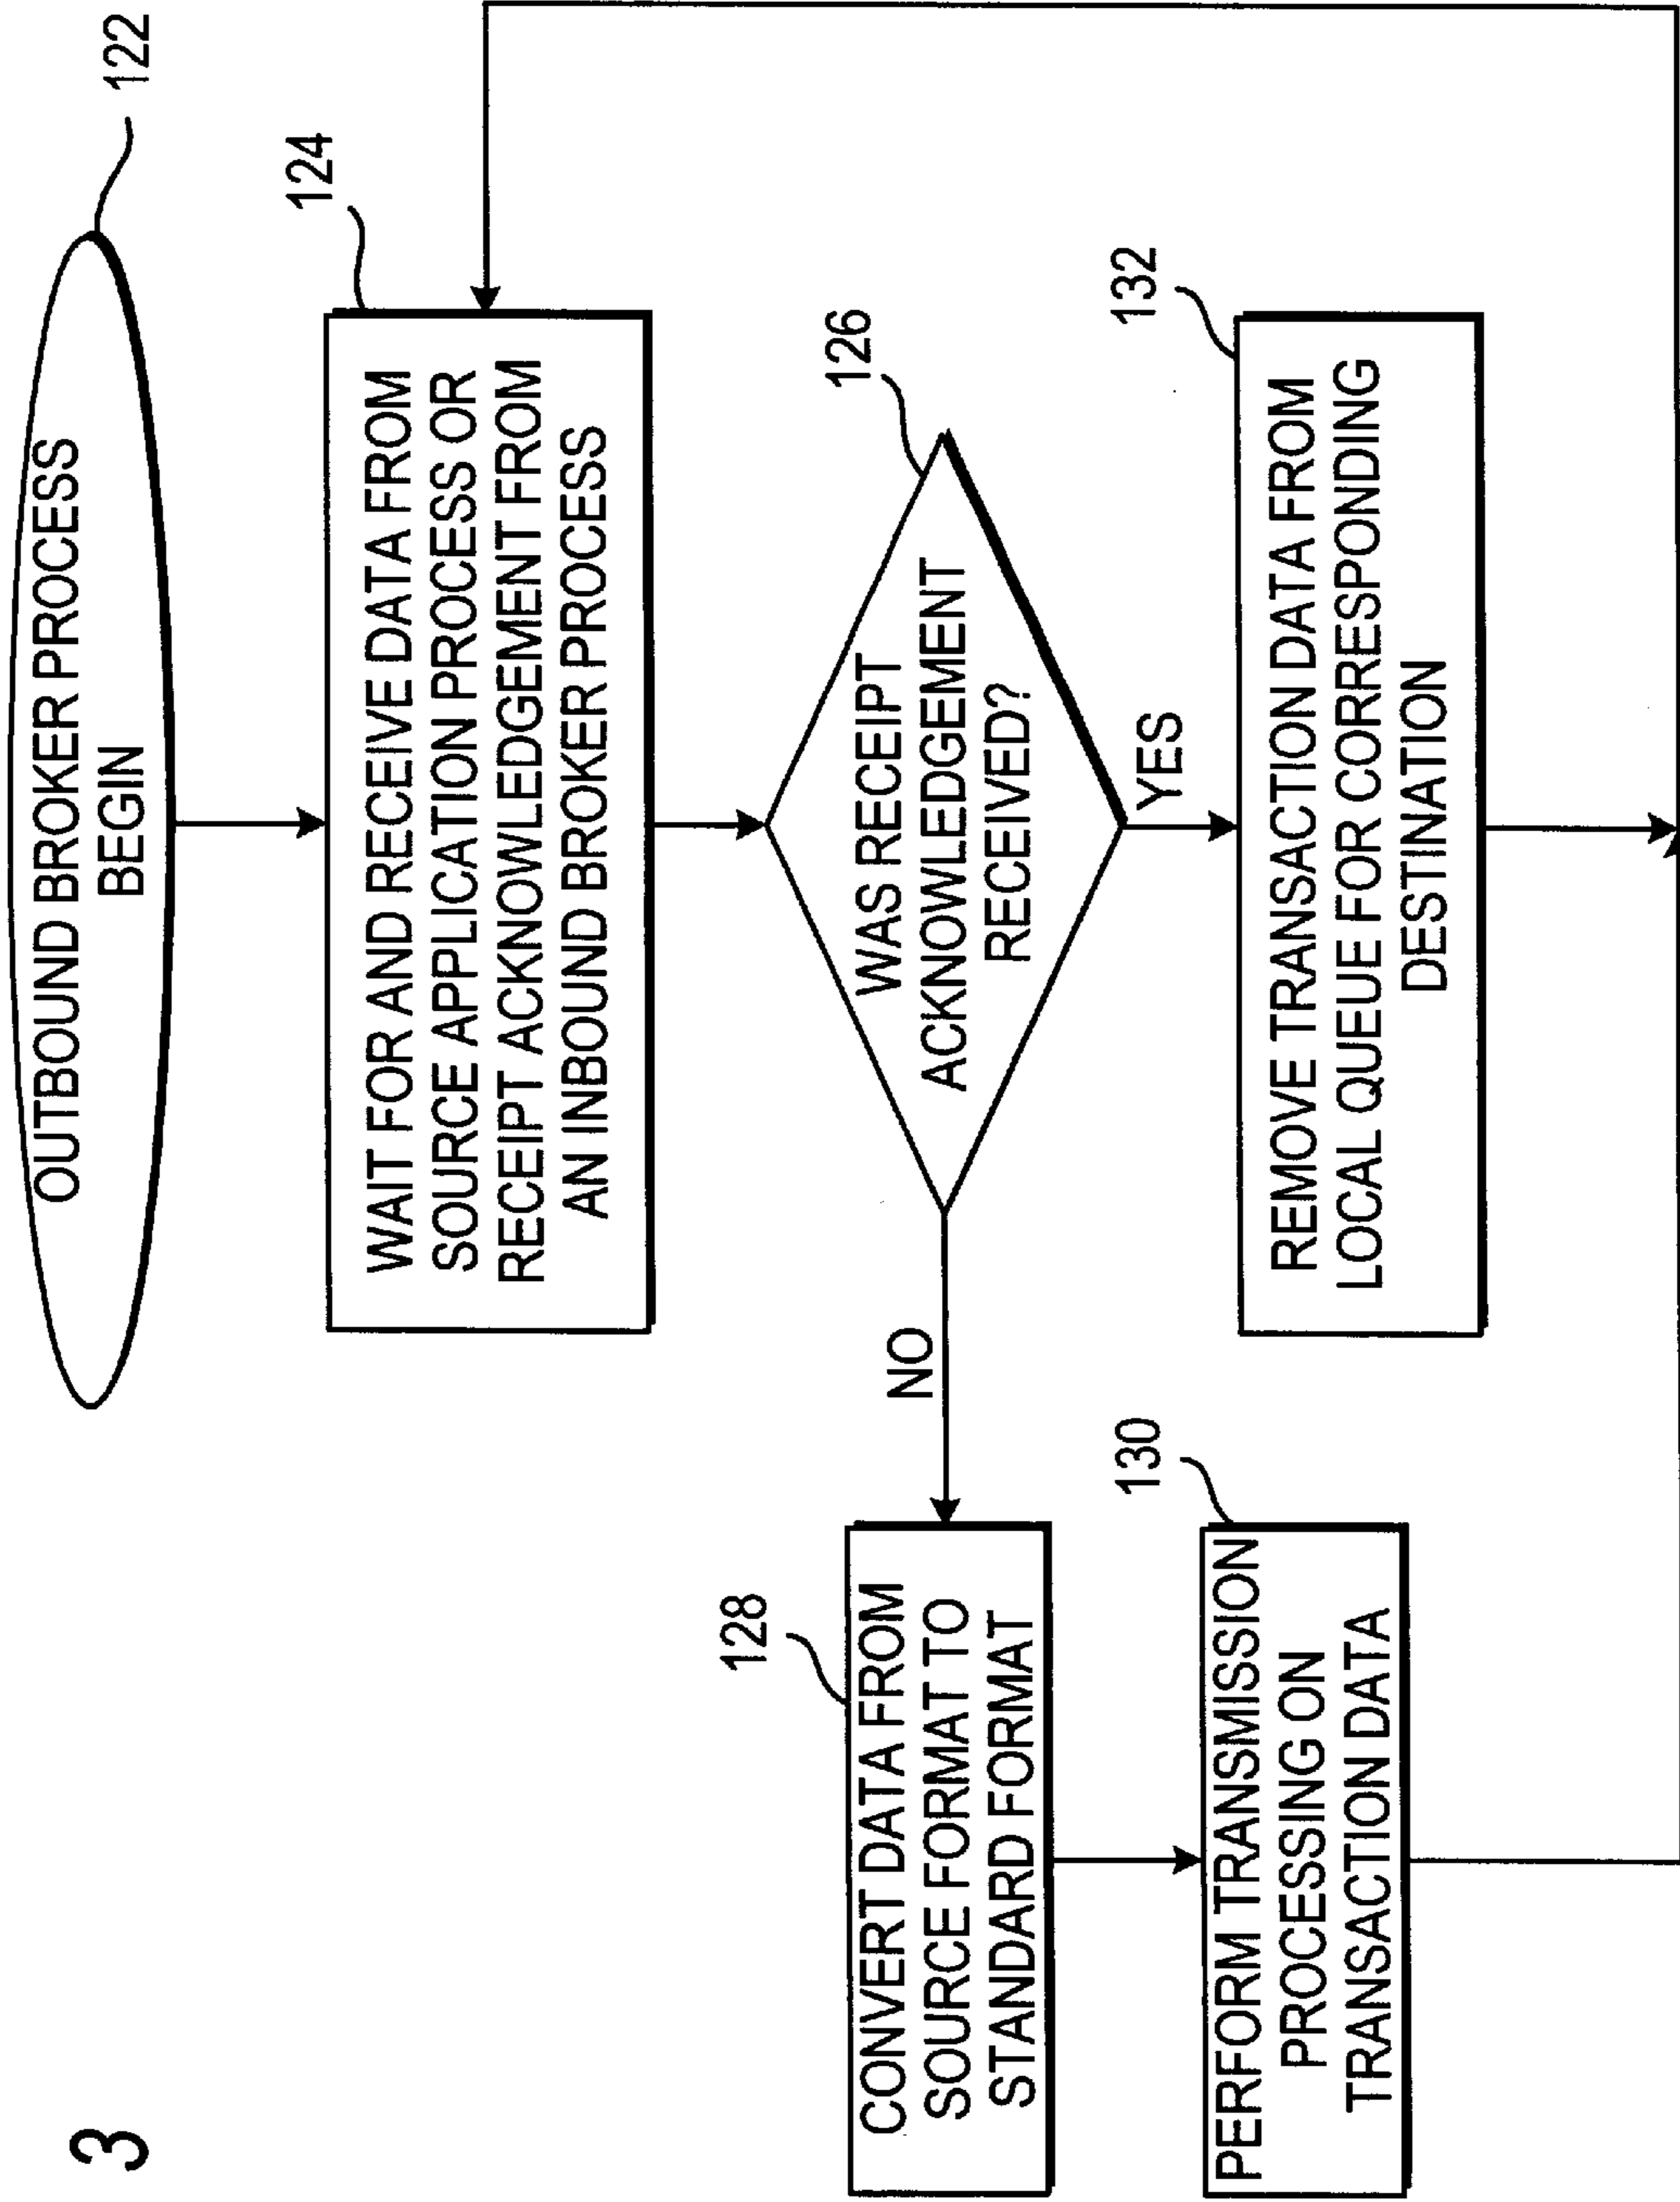 3
OUTBOUND BROKER PROCESS
BEGIN
122
124
WAIT FOR AND RECEIVE DATA FROM
SOURCE APPLICATION PROCESS OR
RECEIPT ACKNOWLEDGEMENT FROM
AN INBOUND BROKER PROCESS
126
WAS RECEIPT
ACKNOWLEDGMENT
RECEIVED?
NO
YES
128
CONVERT DATA FROM
SOURCE FORMAT TO
STANDARD FORMAT
130
PERFORM TRANSMISSION
PROCESSING ON
TRANSACTION DATA
132
REMOVE TRANSACTION DATA FROM
LOCAL QUEUE FOR CORRESPONDING
DESTINATION